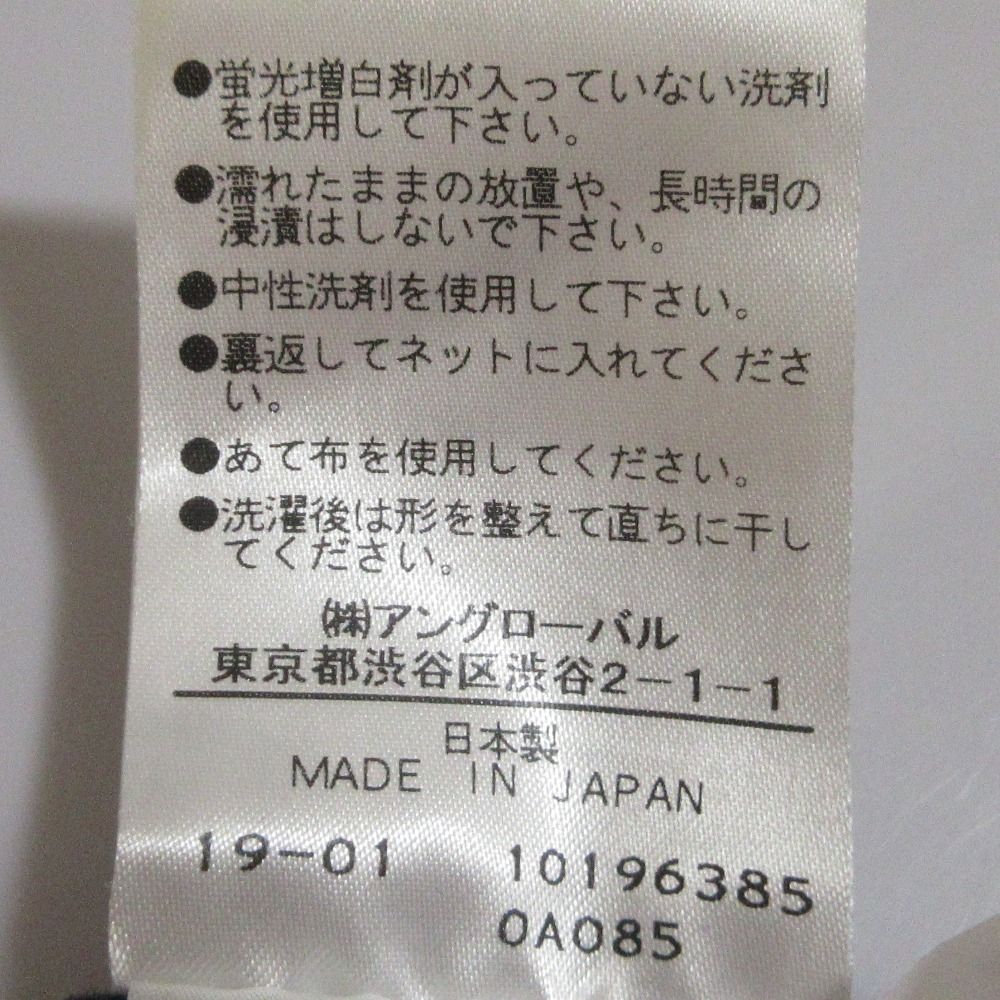 ●蛍光増白剤が入っていない洗剤
を使用して下さい。
●濡れたままの放置や、長時間の
浸漬はしないで下さい。
●中性洗剤を使用して下さい。
●裏返してネットに入れてくださ
い。
●あて布を使用してください。
●洗濯後は形を整えて直ちに干し
てください。
㈱アングローバル
東京都渋谷区渋谷2-1-1
日本製
MADE IN JAPAN
19-01 10196385
0A085